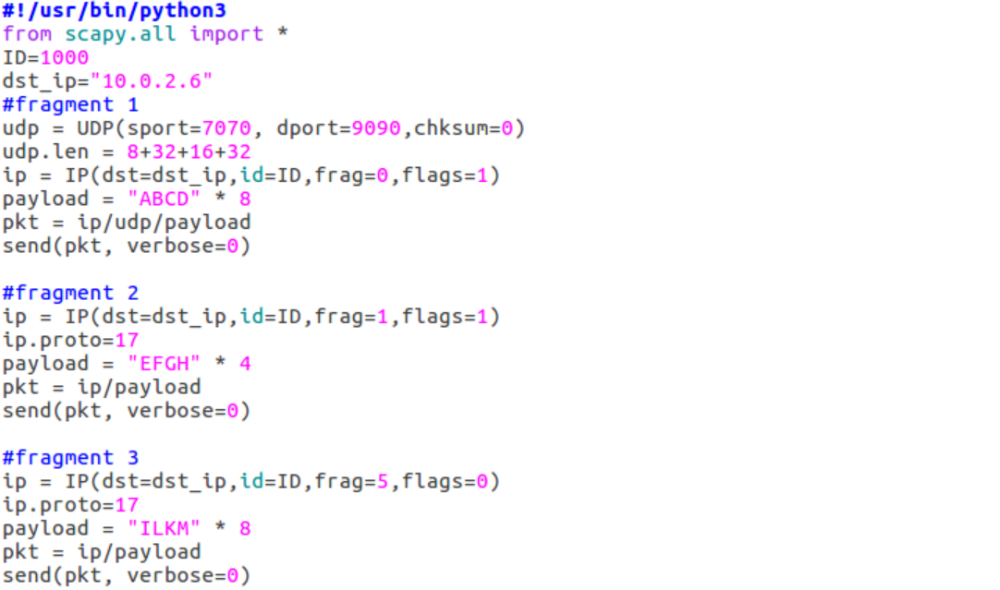 #!/usr/bin/python3
from scapy.all import *
ID=1000
dst_ip="10.0.2.6"
#fragment 1
udp = UDP(sport=7070, dport=9090,chksum=0)
udp.len = 8+32+16+32
ip = IP(dst=dst_ip,id=ID,frag=0,flags=1)
payload = "ABCD" * 8
pkt = ip/udp/payload
send(pkt, verbose=0)

#fragment 2
ip = IP(dst=dst_ip,id=ID,frag=1,flags=1)
ip.proto=17
payload = "EFGH" * 4
pkt = ip/payload
send(pkt, verbose=0)

#fragment 3
ip = IP(dst=dst_ip,id=ID,frag=5,flags=0)
ip.proto=17
payload = "ILKM" * 8
pkt = ip/payload
send(pkt, verbose=0)